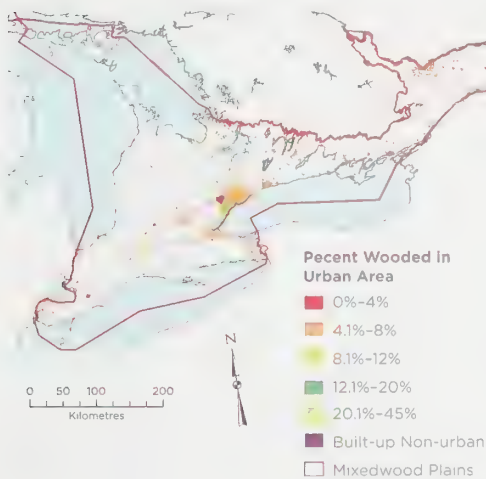 Pecent Wooded in
Urban Area
0%–4%
4.1%–8%
8.1%–12%
12.1%–20%
20.1%–45%
Built-up Non-urban
Mixedwood Plains
N
0 50 100 200
Kilometres